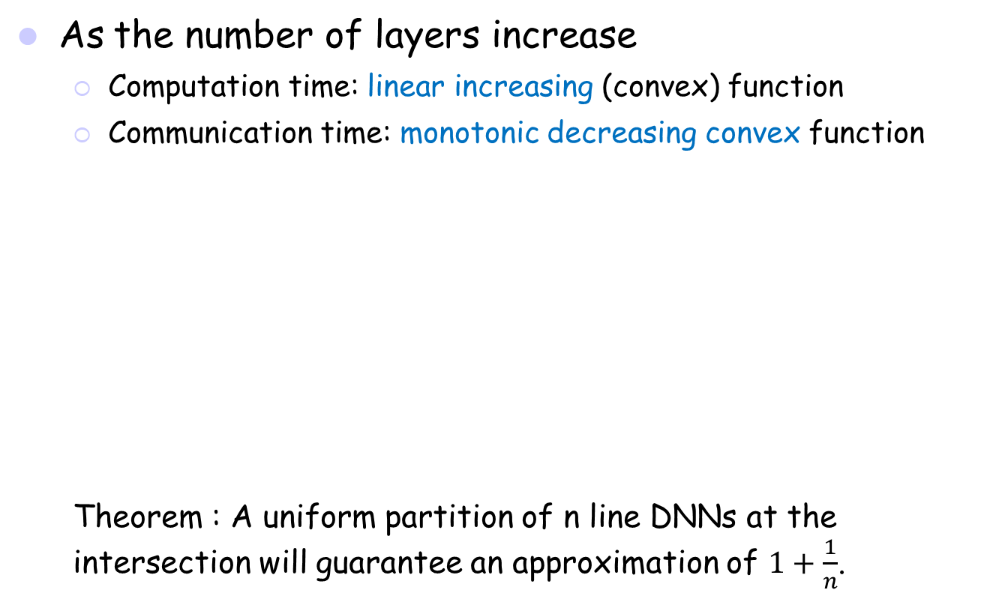 As the number of layers increase
Computation time: linear increasing (convex) function
Communication time: monotonic decreasing convex function
Theorem : A uniform partition of n line DNNs at the
intersection will guarantee an approximation of 1 + 1/n.